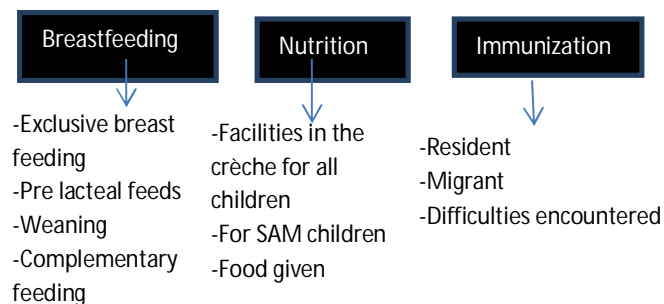 Breastfeeding
-Exclusive breast
feeding
-Pre lacteal feeds
-Weaning
-Complementary
feeding
Nutrition
-Facilities in the
crèche for all
children
-For SAM children
-Food given
Immunization
-Resident
-Migrant
-Difficulties encountered